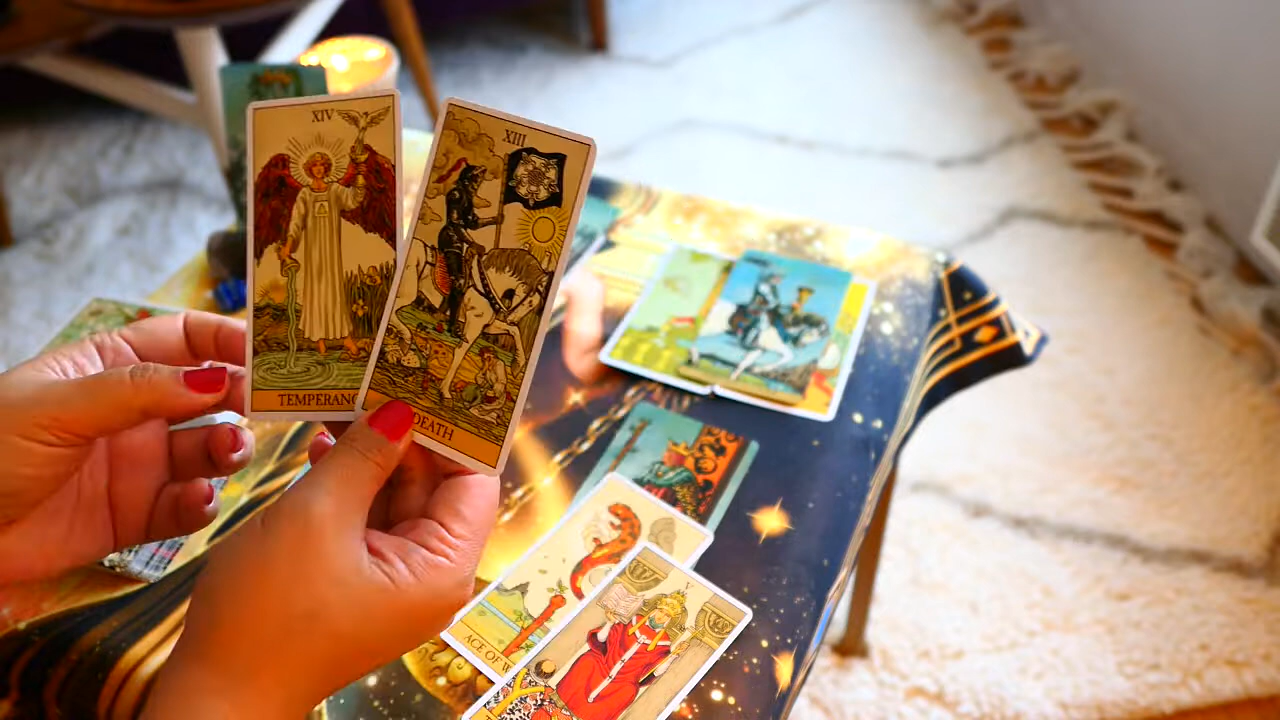 XIV
TEMPERANC
XIII
DEATH
ACE OF W
V